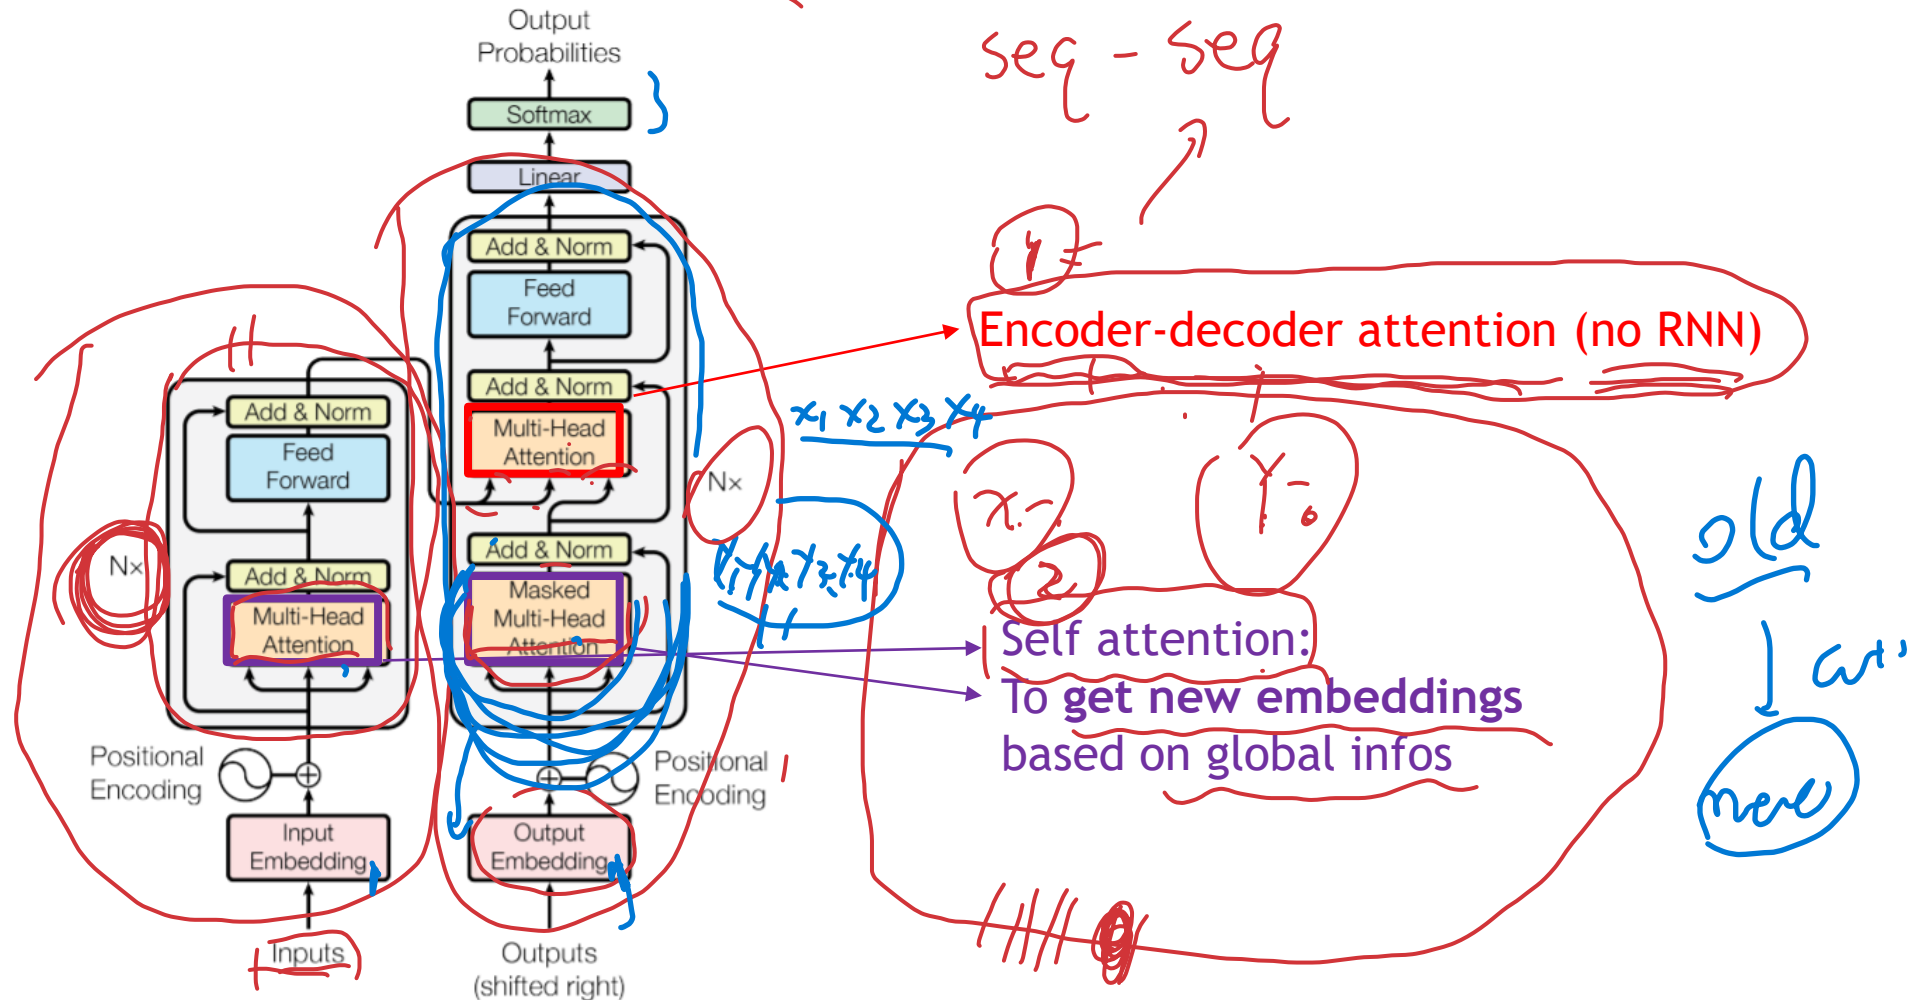 Output
Probabilities
Softmax
Linear
Add & Norm
Feed
Forward
Add & Norm
Multi-Head
Attention
Nx
Add & Norm
Masked
Multi-Head
Attention
Positional
Encoding
Output
Embedding
Outputs
(shifted right)
Add & Norm
Feed
Forward
Nx
Add & Norm
Multi-Head
Attention
Positional
Encoding
Input
Embedding
Inputs
seq - seq
1
Encoder-decoder attention (no RNN)
x1 x2 x3 x4
2
Self attention:
To get new embeddings
based on global infos
old